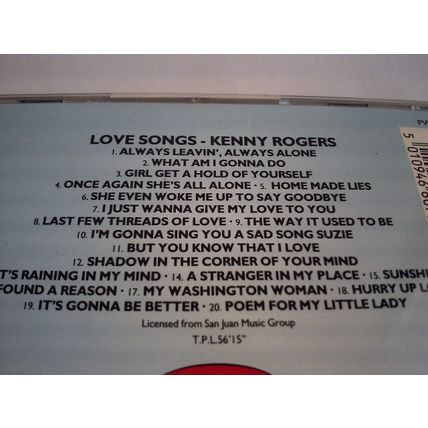 LOVE SONGS - KENNY ROGERS
1. ALWAYS LEAVIN', ALWAYS ALONE
2. WHAT AM I GONNA DO
3. GIRL GET A HOLD OF YOURSELF
4. ONCE AGAIN SHE'S ALL ALONE · 5. HOME MADE LIES
6. SHE EVEN WOKE ME UP TO SAY GOODBYE
7. I JUST WANNA GIVE MY LOVE TO YOU
8. LAST FEW THREADS OF LOVE · 9. THE WAY IT USED TO BE
10. I'M GONNA SING YOU A SAD SONG SUZIE
11. BUT YOU KNOW THAT I LOVE
12. SHADOW IN THE CORNER OF YOUR MIND
T'S RAINING IN MY MIND · 14. A STRANGER IN MY PLACE · 15. SUNSHI
FOUND A REASON · 17. MY WASHINGTON WOMAN · 18. HURRY UP LO
19. IT'S GONNA BE BETTER · 20. POEM FOR MY LITTLE LADY
Licensed from San Juan Music Group
T.P.L.56'15"
PY
5 010946 60